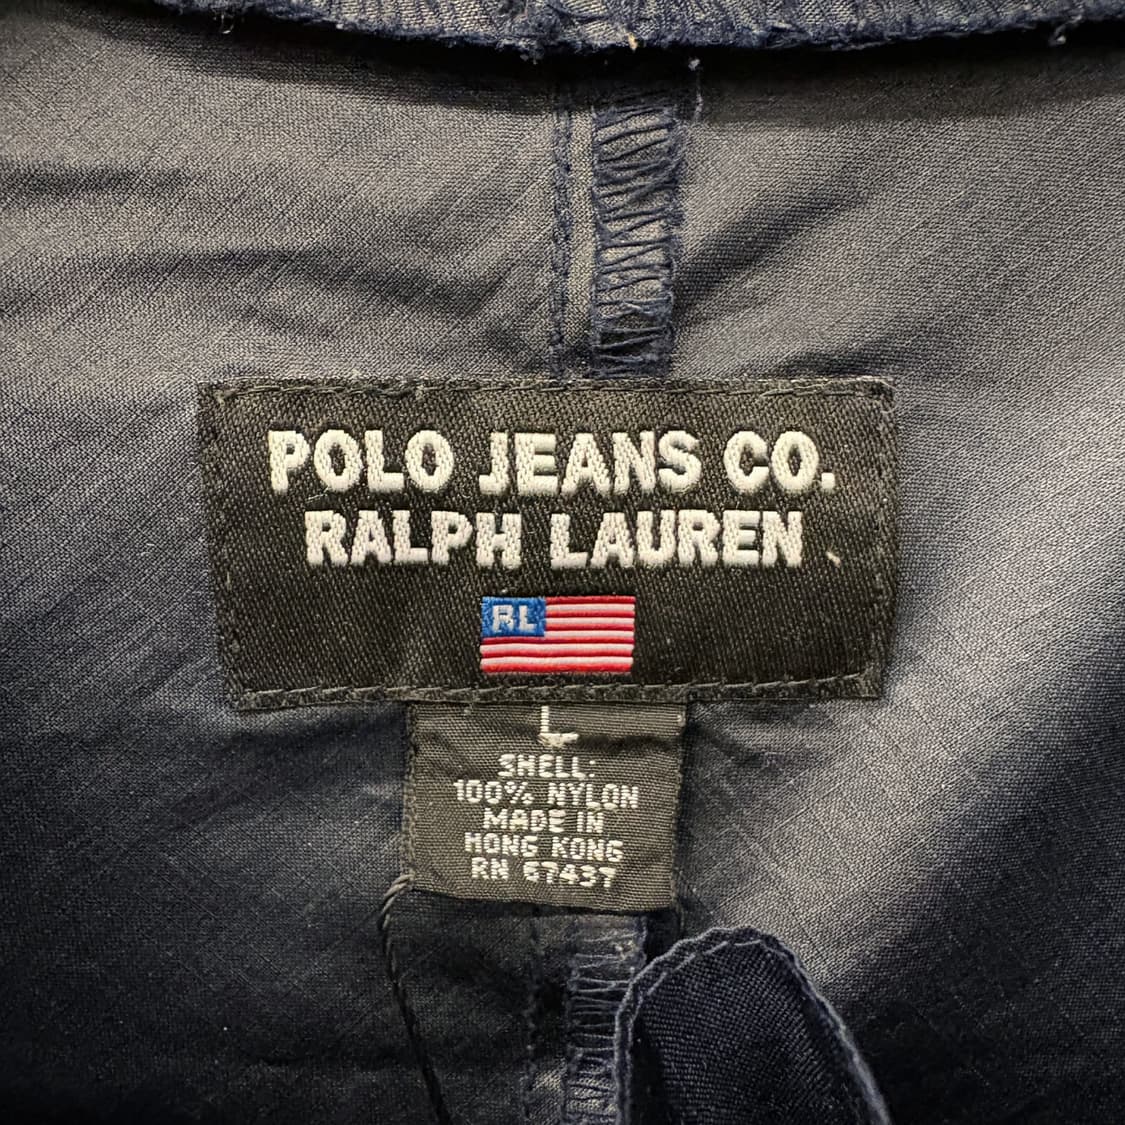 POLO JEANS CO.
RALPH LAUREN
RL
L
SHELL:
100% NYLON
MADE IN
HONG KONG
RN 67437